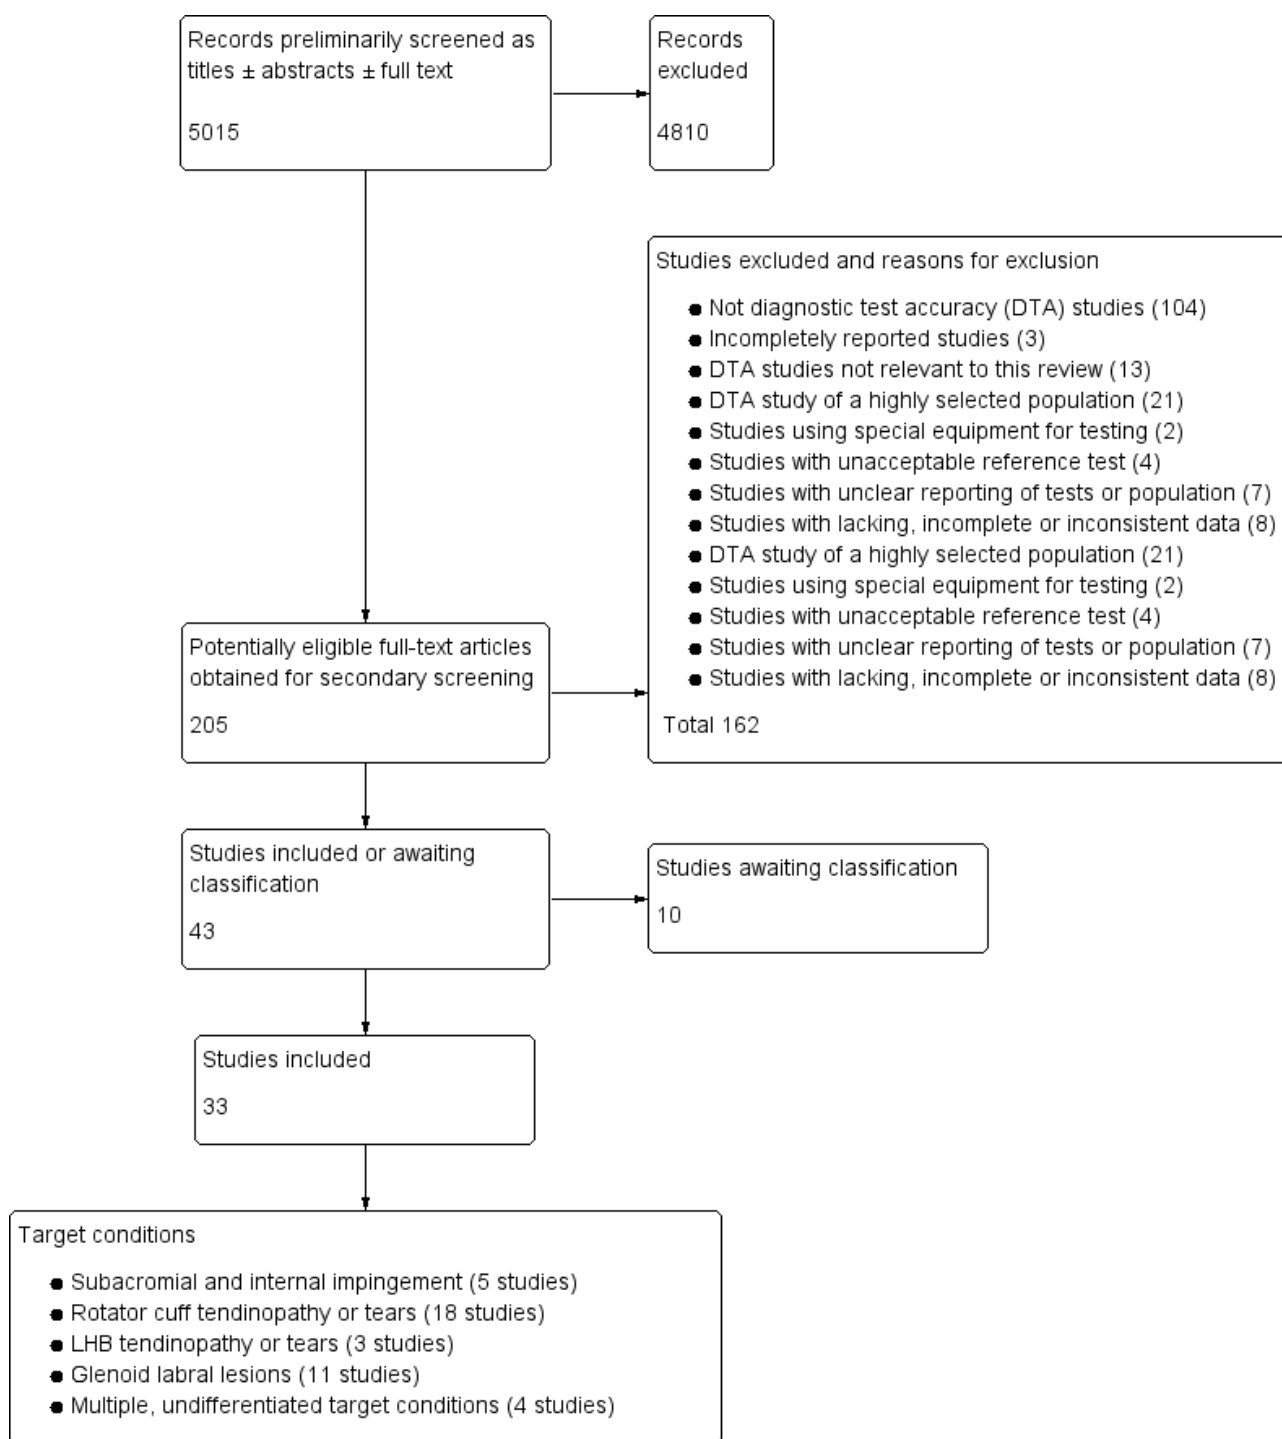 Records preliminarily screened as
titles ± abstracts ± full text
5015
Records
excluded
4810
Studies excluded and reasons for exclusion
● Not diagnostic test accuracy (DTA) studies (104)
● Incompletely reported studies (3)
● DTA studies not relevant to this review (13)
● DTA study of a highly selected population (21)
● Studies using special equipment for testing (2)
● Studies with unacceptable reference test (4)
● Studies with unclear reporting of tests or population (7)
● Studies with lacking, incomplete or inconsistent data (8)
● DTA study of a highly selected population (21)
● Studies using special equipment for testing (2)
● Studies with unacceptable reference test (4)
● Studies with unclear reporting of tests or population (7)
● Studies with lacking, incomplete or inconsistent data (8)
Total 162
Potentially eligible full-text articles
obtained for secondary screening
205
Studies included or awaiting
classification
43
Studies awaiting classification
10
Studies included
33
Target conditions
● Subacromial and internal impingement (5 studies)
● Rotator cuff tendinopathy or tears (18 studies)
● LHB tendinopathy or tears (3 studies)
● Glenoid labral lesions (11 studies)
● Multiple, undifferentiated target conditions (4 studies)